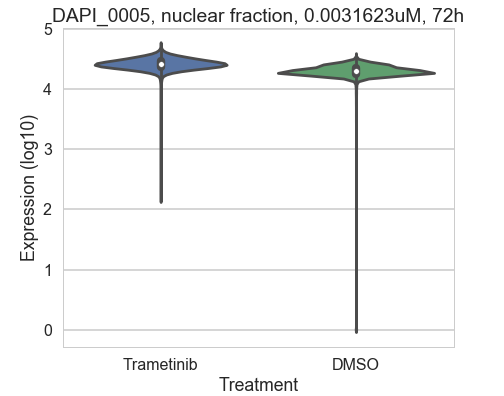 DAPI_0005, nuclear fraction, 0.0031623uM, 72h
5
4
3
2
1
0
Expression (log10)
Trametinib DMSO
Treatment